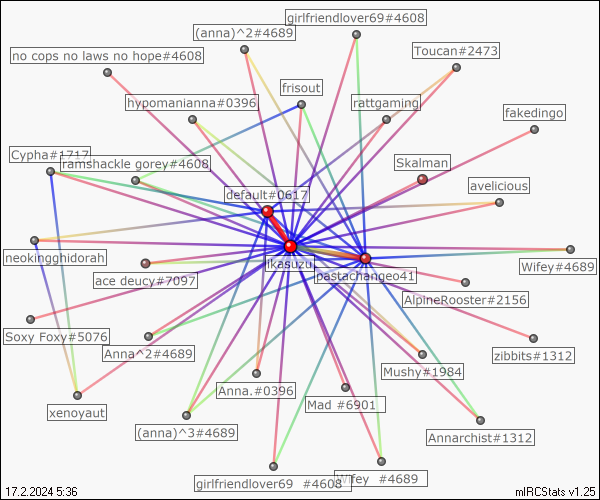 girlfriendlover69#4608
(anna)^2#4689
Toucan#2473
no cops no laws no hope#4608
frisout
hypomanianna#0396
rattgaming
fakedingo
Cypha#1717
ramshackle gorey#4608
Skalman
avelicious
default#0617
neokingghidorah
ikasuzu
pastachangeo41
Wifey#4689
ace deucy#7097
AlpineRooster#2156
Soxy Foxy#5076
Anna^2#4689
zibbits#1312
Mushy#1984
Anna.#0396
Mad #6901
xenoyaut
(anna)^3#4689
Annarchist#1312
girlfriendlover69 #4608
Wifey #4689
17.2.2024 5:36
mIRCStats v1.25